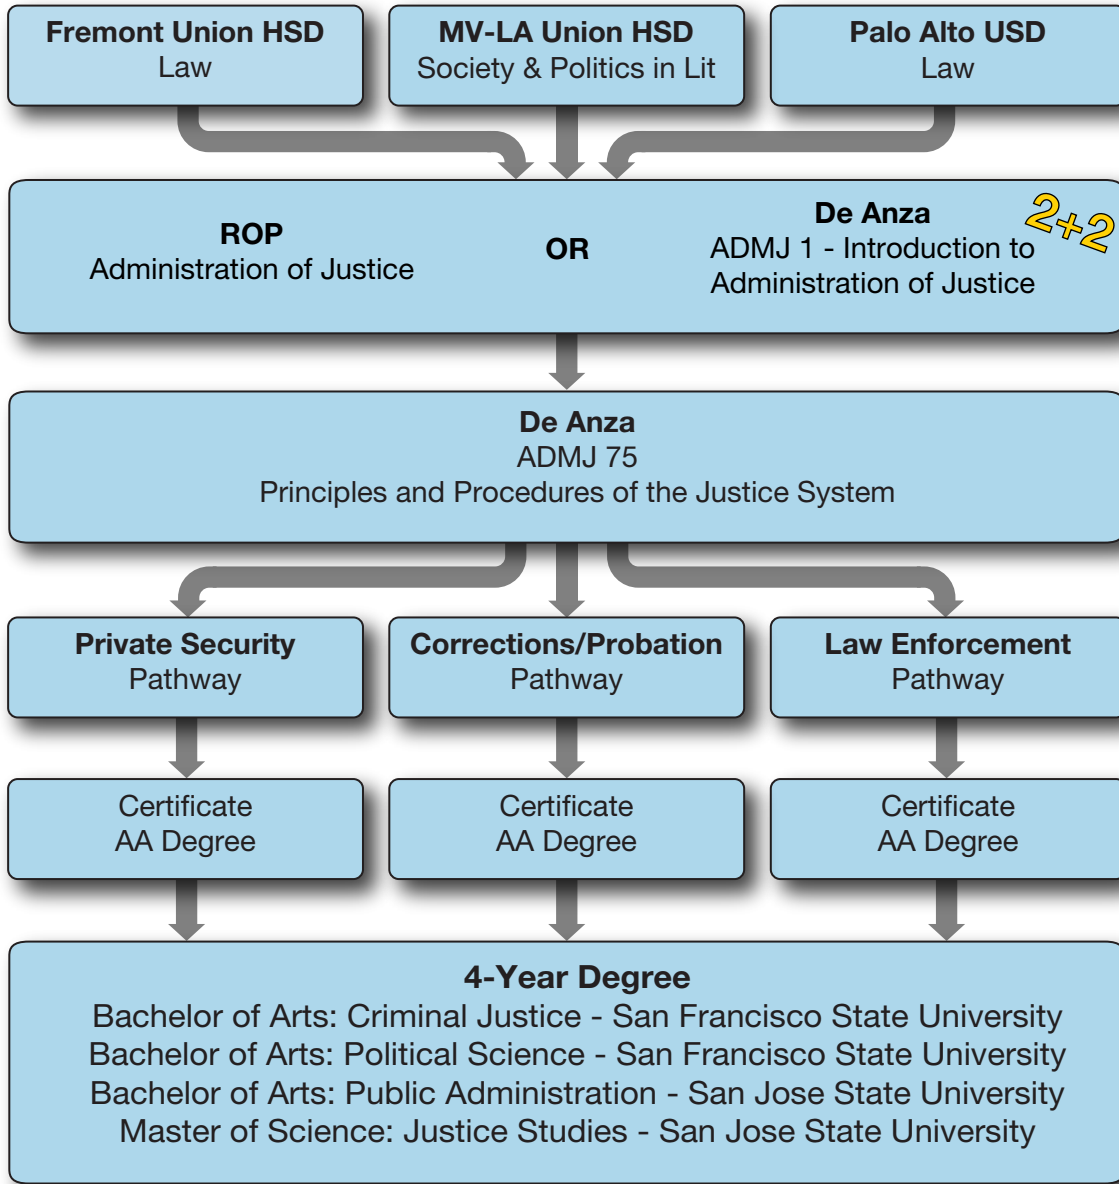 Fremont Union HSD
Law
MV-LA Union HSD
Society & Politics in Lit
Palo Alto USD
Law
ROP
Administration of Justice
OR
De Anza
ADMJ 1 - Introduction to
Administration of Justice
2+2
De Anza
ADMJ 75
Principles and Procedures of the Justice System
Private Security
Pathway
Corrections/Probation
Pathway
Law Enforcement
Pathway
Certificate
AA Degree
Certificate
AA Degree
Certificate
AA Degree
4-Year Degree
Bachelor of Arts: Criminal Justice - San Francisco State University
Bachelor of Arts: Political Science - San Francisco State University
Bachelor of Arts: Public Administration - San Jose State University
Master of Science: Justice Studies - San Jose State University